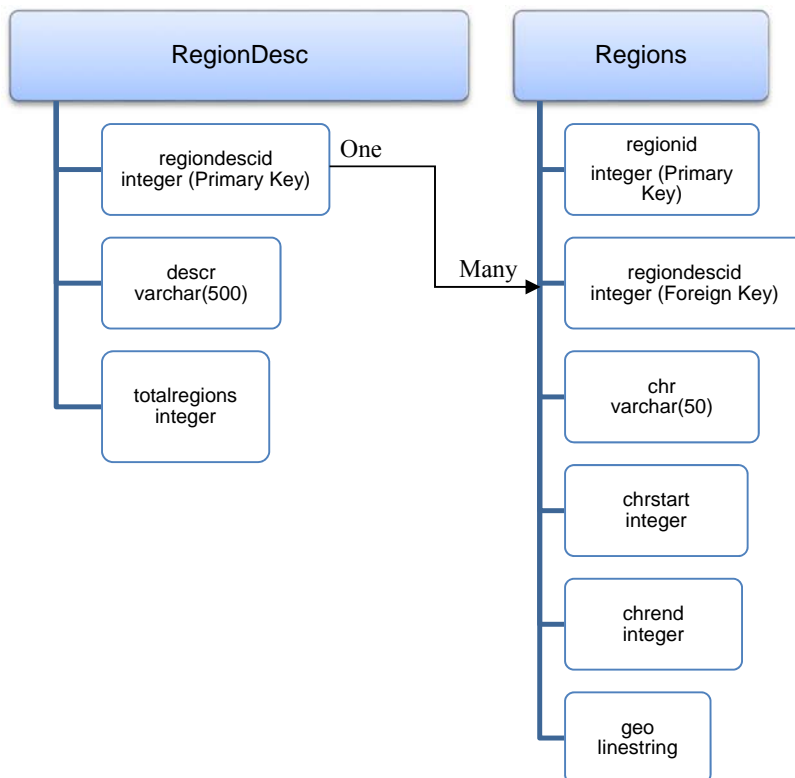 RegionDesc
regiondescid
integer (Primary Key)
descr
varchar(500)
totalregions
integer
One
Many
Regions
regionid
integer (Primary
Key)
regiondescid
integer (Foreign Key)
chr
varchar(50)
chrstart
integer
chrend
integer
geo
linestring